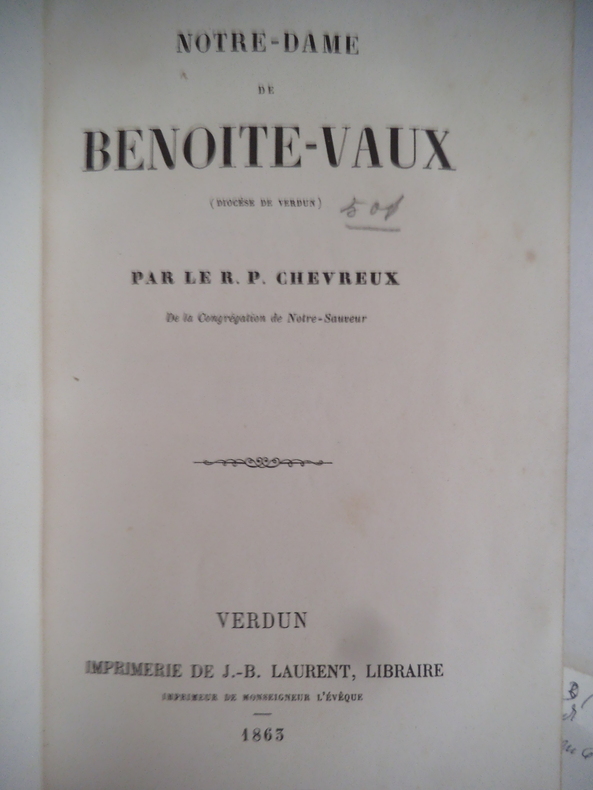 NOTRE-DAME
DE
BENOITE-VAUX
(DIOCÈSE DE VERDUN)
PAR LE R. P. CHEVREUX
De la Congrégation de Notre-Sauveur
VERDUN
IMPRIMERIE DE J.-B. LAURENT, LIBRAIRE
IMPRIMEUR DE MONSEIGNEUR L'ÉVÊQUE
1863